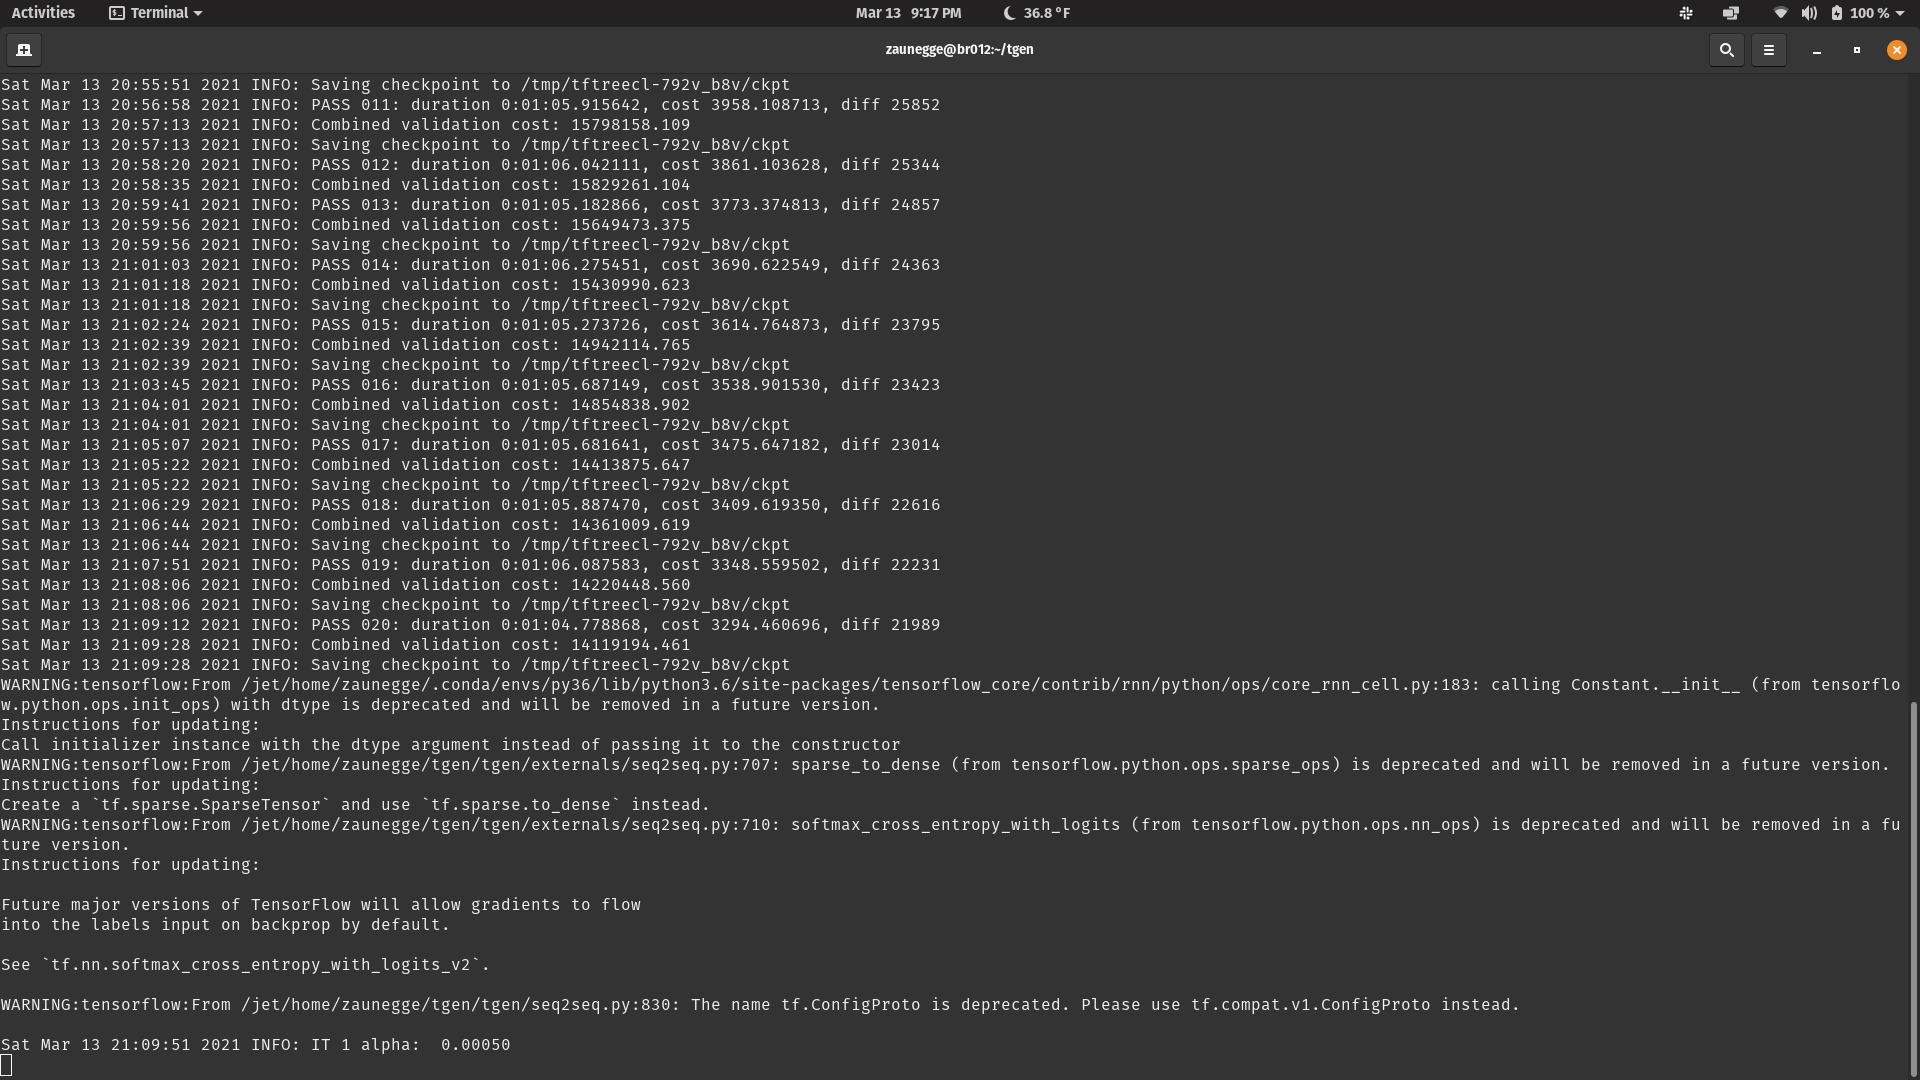 Activities Terminal Mar 13 9:17 PM 36.8 °F 100 %
zaunegge@br012:~/tgen
Sat Mar 13 20:55:51 2021 INFO: Saving checkpoint to /tmp/tftreecl-792v_b8v/ckpt
Sat Mar 13 20:56:58 2021 INFO: PASS 011: duration 0:01:05.915642, cost 3958.108713, diff 25852
Sat Mar 13 20:57:13 2021 INFO: Combined validation cost: 15798158.109
Sat Mar 13 20:57:13 2021 INFO: Saving checkpoint to /tmp/tftreecl-792v_b8v/ckpt
Sat Mar 13 20:58:20 2021 INFO: PASS 012: duration 0:01:06.042111, cost 3861.103628, diff 25344
Sat Mar 13 20:58:35 2021 INFO: Combined validation cost: 15829261.104
Sat Mar 13 20:59:41 2021 INFO: PASS 013: duration 0:01:05.182866, cost 3773.374813, diff 24857
Sat Mar 13 20:59:56 2021 INFO: Combined validation cost: 15649473.375
Sat Mar 13 20:59:56 2021 INFO: Saving checkpoint to /tmp/tftreecl-792v_b8v/ckpt
Sat Mar 13 21:01:03 2021 INFO: PASS 014: duration 0:01:06.275451, cost 3690.622549, diff 24363
Sat Mar 13 21:01:18 2021 INFO: Combined validation cost: 15430990.623
Sat Mar 13 21:01:18 2021 INFO: Saving checkpoint to /tmp/tftreecl-792v_b8v/ckpt
Sat Mar 13 21:02:24 2021 INFO: PASS 015: duration 0:01:05.273726, cost 3614.764873, diff 23795
Sat Mar 13 21:02:39 2021 INFO: Combined validation cost: 14942114.765
Sat Mar 13 21:02:39 2021 INFO: Saving checkpoint to /tmp/tftreecl-792v_b8v/ckpt
Sat Mar 13 21:03:45 2021 INFO: PASS 016: duration 0:01:05.687149, cost 3538.901530, diff 23423
Sat Mar 13 21:04:01 2021 INFO: Combined validation cost: 14854838.902
Sat Mar 13 21:04:01 2021 INFO: Saving checkpoint to /tmp/tftreecl-792v_b8v/ckpt
Sat Mar 13 21:05:07 2021 INFO: PASS 017: duration 0:01:05.681641, cost 3475.647182, diff 23014
Sat Mar 13 21:05:22 2021 INFO: Combined validation cost: 14413875.647
Sat Mar 13 21:05:22 2021 INFO: Saving checkpoint to /tmp/tftreecl-792v_b8v/ckpt
Sat Mar 13 21:06:29 2021 INFO: PASS 018: duration 0:01:05.887470, cost 3409.619350, diff 22616
Sat Mar 13 21:06:44 2021 INFO: Combined validation cost: 14361009.619
Sat Mar 13 21:06:44 2021 INFO: Saving checkpoint to /tmp/tftreecl-792v_b8v/ckpt
Sat Mar 13 21:07:51 2021 INFO: PASS 019: duration 0:01:06.087583, cost 3348.559502, diff 22231
Sat Mar 13 21:08:06 2021 INFO: Combined validation cost: 14220448.560
Sat Mar 13 21:08:06 2021 INFO: Saving checkpoint to /tmp/tftreecl-792v_b8v/ckpt
Sat Mar 13 21:09:12 2021 INFO: PASS 020: duration 0:01:04.778868, cost 3294.460696, diff 21989
Sat Mar 13 21:09:28 2021 INFO: Combined validation cost: 14119194.461
Sat Mar 13 21:09:28 2021 INFO: Saving checkpoint to /tmp/tftreecl-792v_b8v/ckpt
WARNING:tensorflow:From /jet/home/zaunegge/.conda/envs/py36/lib/python3.6/site-packages/tensorflow_core/contrib/rnn/python/ops/core_rnn_cell.py:183: calling Constant.__init__ (from tensorflo
w.python.ops.init_ops) with dtype is deprecated and will be removed in a future version.
Instructions for updating:
Call initializer instance with the dtype argument instead of passing it to the constructor
WARNING:tensorflow:From /jet/home/zaunegge/tgen/tgen/externals/seq2seq.py:707: sparse_to_dense (from tensorflow.python.ops.sparse_ops) is deprecated and will be removed in a future version.
Instructions for updating:
Create a `tf.sparse.SparseTensor` and use `tf.sparse.to_dense` instead.
WARNING:tensorflow:From /jet/home/zaunegge/tgen/tgen/externals/seq2seq.py:710: softmax_cross_entropy_with_logits (from tensorflow.python.ops.nn_ops) is deprecated and will be removed in a fu
ture version.
Instructions for updating:
Future major versions of TensorFlow will allow gradients to flow
into the labels input on backprop by default.
See `tf.nn.softmax_cross_entropy_with_logits_v2`.
WARNING:tensorflow:From /jet/home/zaunegge/tgen/tgen/seq2seq.py:830: The name tf.ConfigProto is deprecated. Please use tf.compat.v1.ConfigProto instead.
Sat Mar 13 21:09:51 2021 INFO: IT 1 alpha:  0.00050